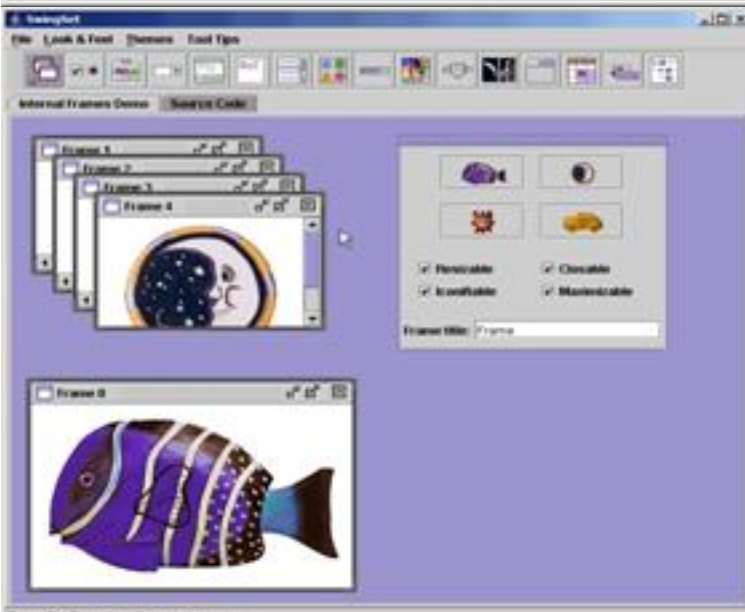 SwingSet
File Look & Feel Themes Tool Tips
Internal Frames Demo Source Code
Frame 1
Frame 2
Frame 3
Frame 4
Resizable Closable
Iconifiable Maximizable
Frame title: Frame
Frame 0